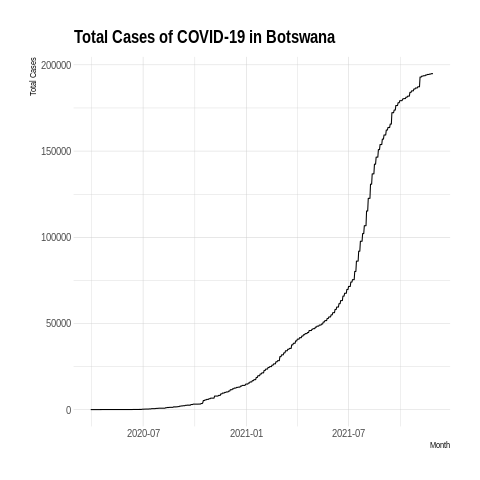 Total Cases of COVID-19 in Botswana
Total Cases
200000
150000
100000
50000
0
2020-07 2021-01 2021-07
Month